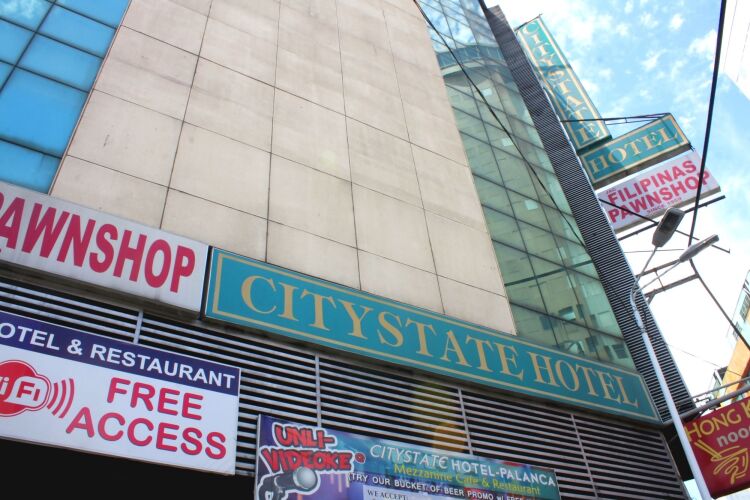 CITYSTATE
HOTEL
FILIPINAS
PAWNSHOP
PAWNSHOP
CITYSTATE HOTEL
OTEL & RESTAURANT
WiFi
FREE
ACCESS
UNLI-
VIDEOKE
CITYSTATE HOTEL-PALANCA
Mezzanine Cafe & Restaurant
TRY OUR BUCKET OF BEER PROMO
WE ACCEPT
HONG
noo